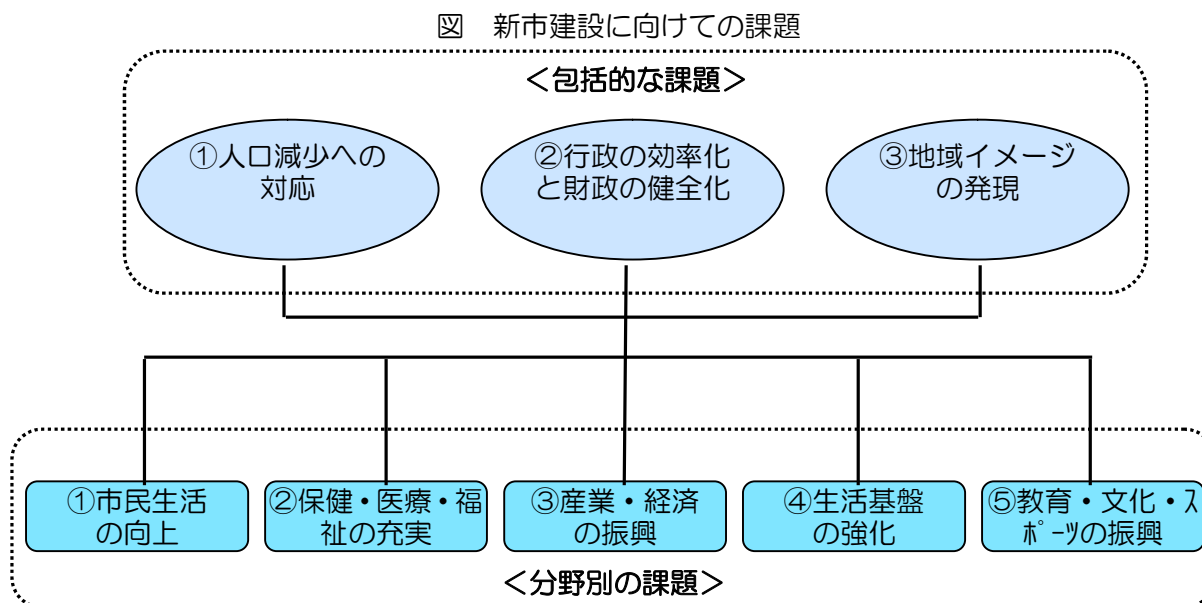 図　新市建設に向けての課題
＜包括的な課題＞
①人口減少への
対応
②行政の効率化
と財政の健全化
③地域イメージ
の発現
①市民生活
の向上
②保健・医療・福
祉の充実
③産業・経済
の振興
④生活基盤
の強化
⑤教育・文化・ｽ
ﾎﾟｰﾂの振興
＜分野別の課題＞